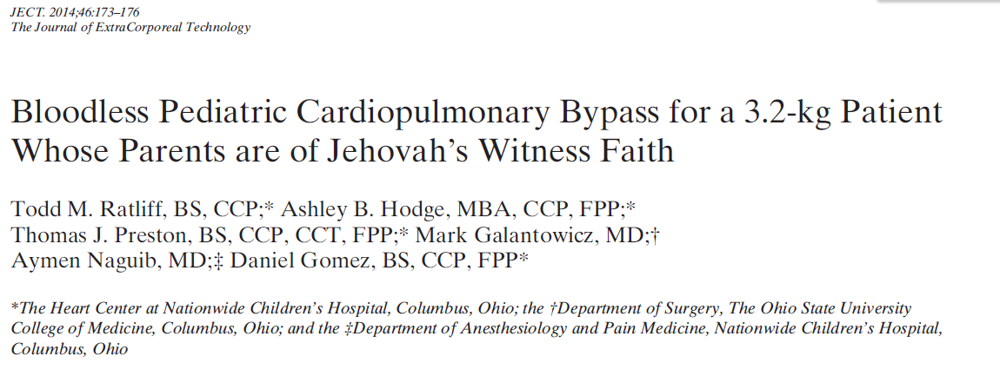 JECT. 2014;46:173–176
The Journal of ExtraCorporeal Technology
Bloodless Pediatric Cardiopulmonary Bypass for a 3.2-kg Patient
Whose Parents are of Jehovah’s Witness Faith
Todd M. Ratliff, BS, CCP;* Ashley B. Hodge, MBA, CCP, FPP;*
Thomas J. Preston, BS, CCP, CCT, FPP;* Mark Galantowicz, MD;†
Aymen Naguib, MD;‡ Daniel Gomez, BS, CCP, FPP*
*The Heart Center at Nationwide Children’s Hospital, Columbus, Ohio; the †Department of Surgery, The Ohio State University
College of Medicine, Columbus, Ohio; and the ‡Department of Anesthesiology and Pain Medicine, Nationwide Children’s Hospital,
Columbus, Ohio